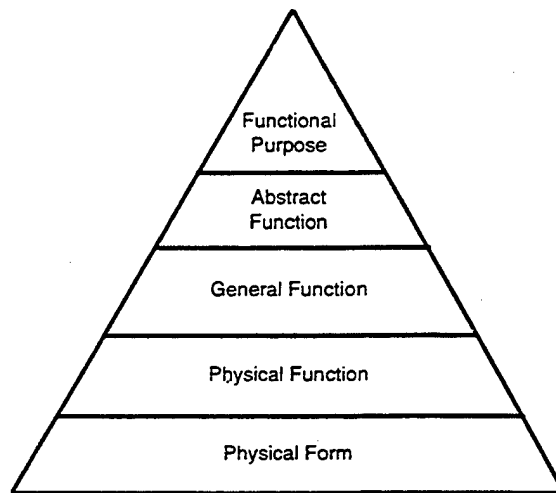 Functional
Purpose
Abstract
Function
General Function
Physical Function
Physical Form